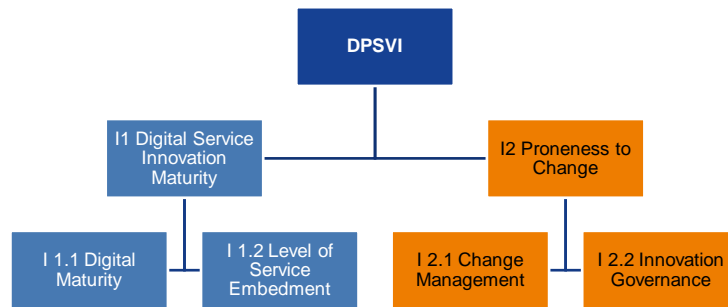 DPSVI
I1 Digital Service
Innovation
Maturity
I2 Proneness to
Change
I 1.1 Digital
Maturity
I 1.2 Level of
Service
Embedment
I 2.1 Change
Management
I 2.2 Innovation
Governance